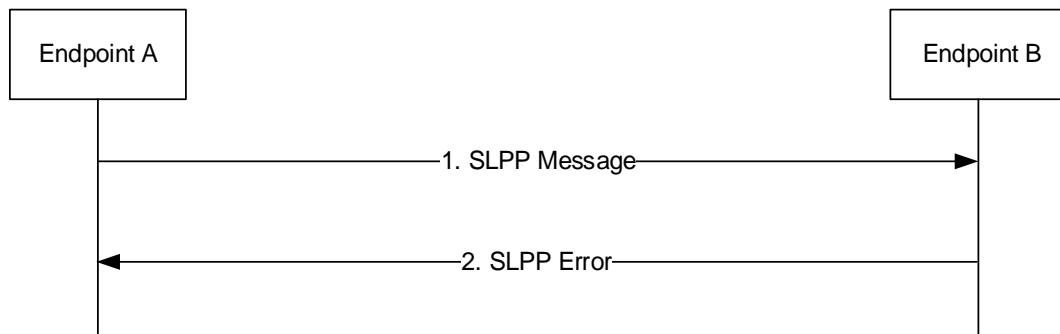 Endpoint A
Endpoint B
1. SLPP Message
2. SLPP Error